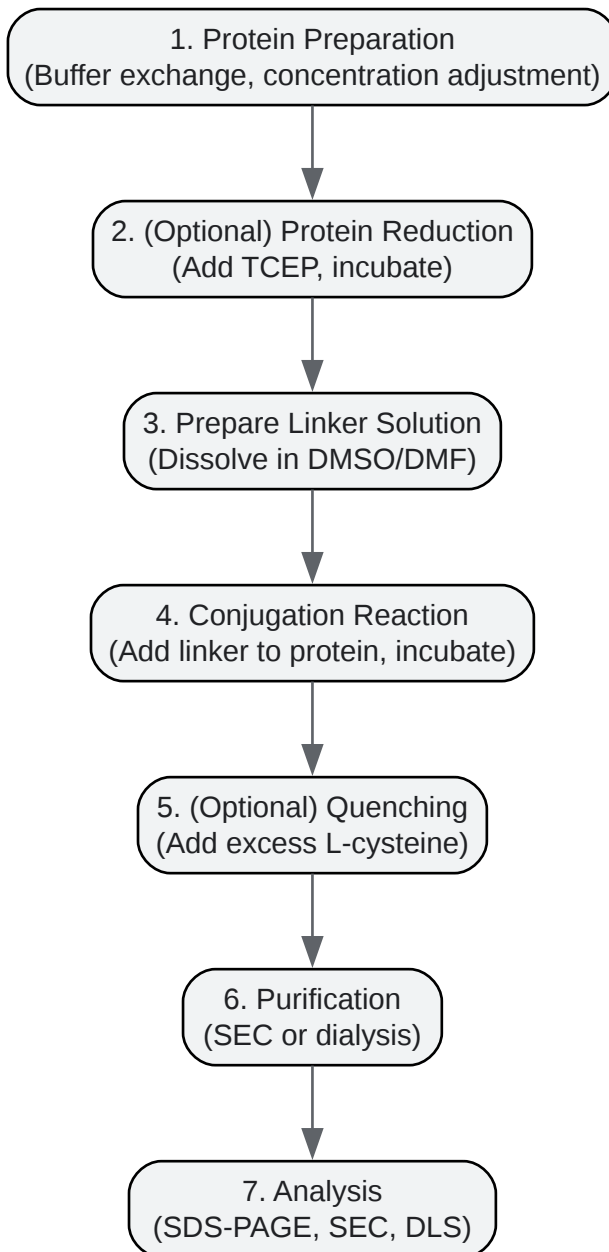 1. Protein Preparation
(Buffer exchange, concentration adjustment)
2. (Optional) Protein Reduction
(Add TCEP, incubate)
3. Prepare Linker Solution
(Dissolve in DMSO/DMF)
4. Conjugation Reaction
(Add linker to protein, incubate)
5. (Optional) Quenching
(Add excess L-cysteine)
6. Purification
(SEC or dialysis)
7. Analysis
(SDS-PAGE, SEC, DLS)